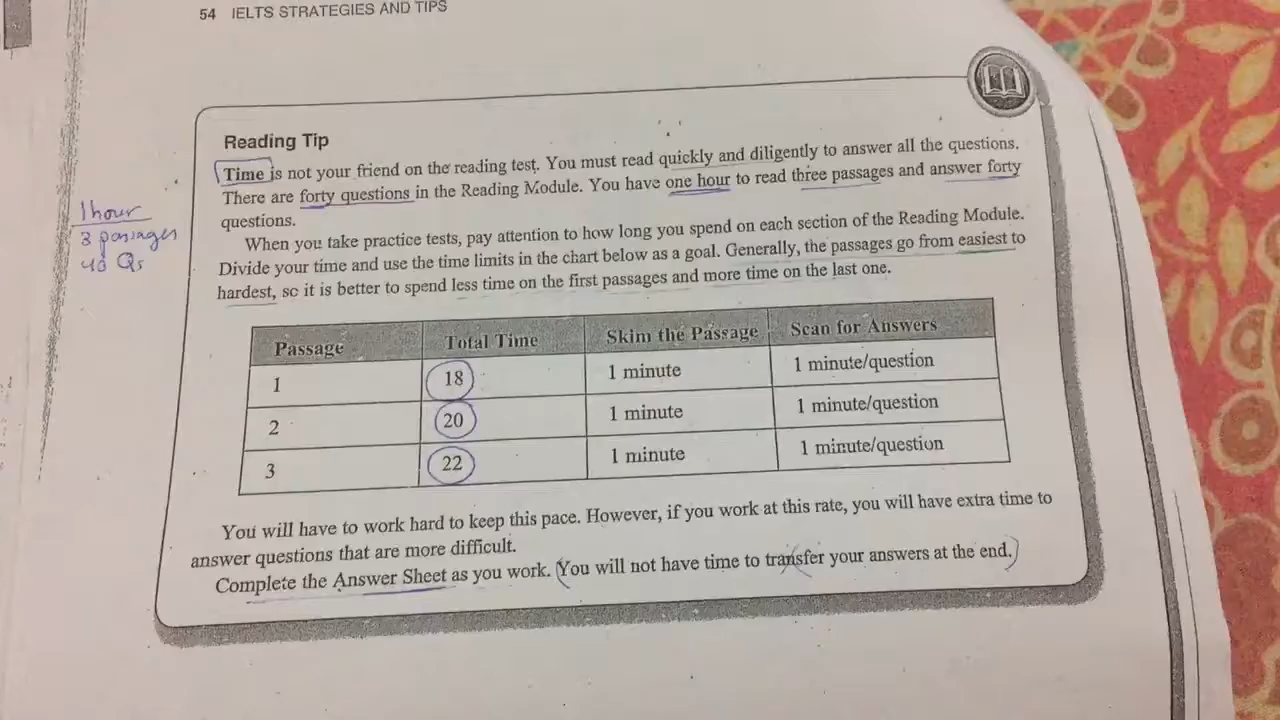 54 IELTS STRATEGIES AND TIPS
Reading Tip
Time is not your friend on the reading test. You must read quickly and diligently to answer all the questions.
There are forty questions in the Reading Module. You have one hour to read three passages and answer forty
questions.
1 hour
3 passages
40 Qs
When you take practice tests, pay attention to how long you spend on each section of the Reading Module.
Divide your time and use the time limits in the chart below as a goal. Generally, the passages go from easiest to
hardest, so it is better to spend less time on the first passages and more time on the last one.
Passage Total Time Skim the Passage Scan for Answers
1 18 1 minute 1 minute/question
2 20 1 minute 1 minute/question
3 22 1 minute 1 minute/question
You will have to work hard to keep this pace. However, if you work at this rate, you will have extra time to
answer questions that are more difficult.
Complete the Answer Sheet as you work. (You will not have time to transfer your answers at the end.)